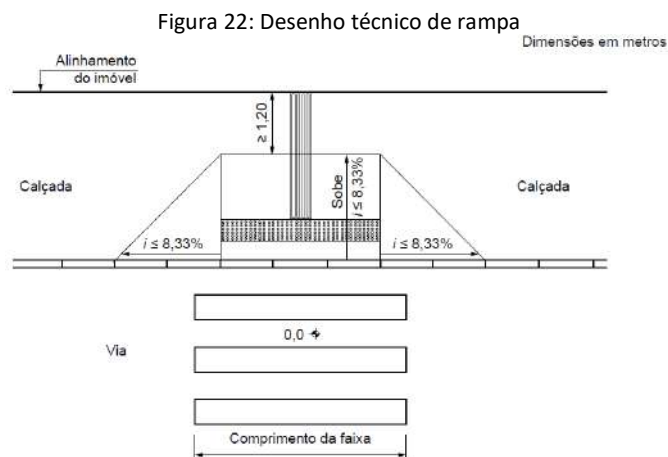 Figura 22: Desenho técnico de rampa
Dimensões em metros
Alinhamento
do imóvel
≥ 1,20
Calçada
Sobe
i ≤ 8,33%
Calçada
i ≤ 8,33%
i ≤ 8,33%
0,0
Via
Comprimento da faixa